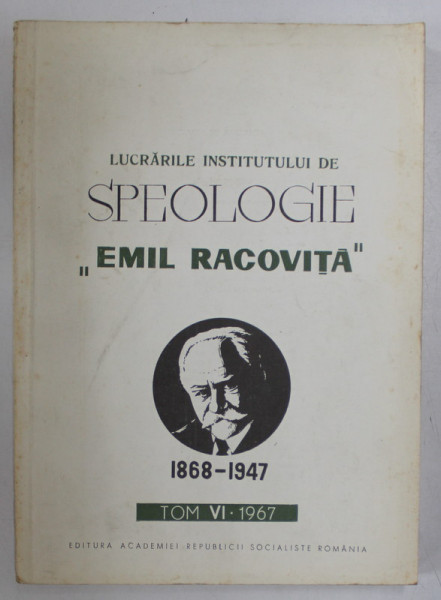 LUCRĂRILE INSTITUTULUI DE
SPEOLOGIE
„EMIL RACOVIȚĂ"
1868-1947
TOM VI · 1967
EDITURA ACADEMIEI REPUBLICII SOCIALISTE ROMÂNIA